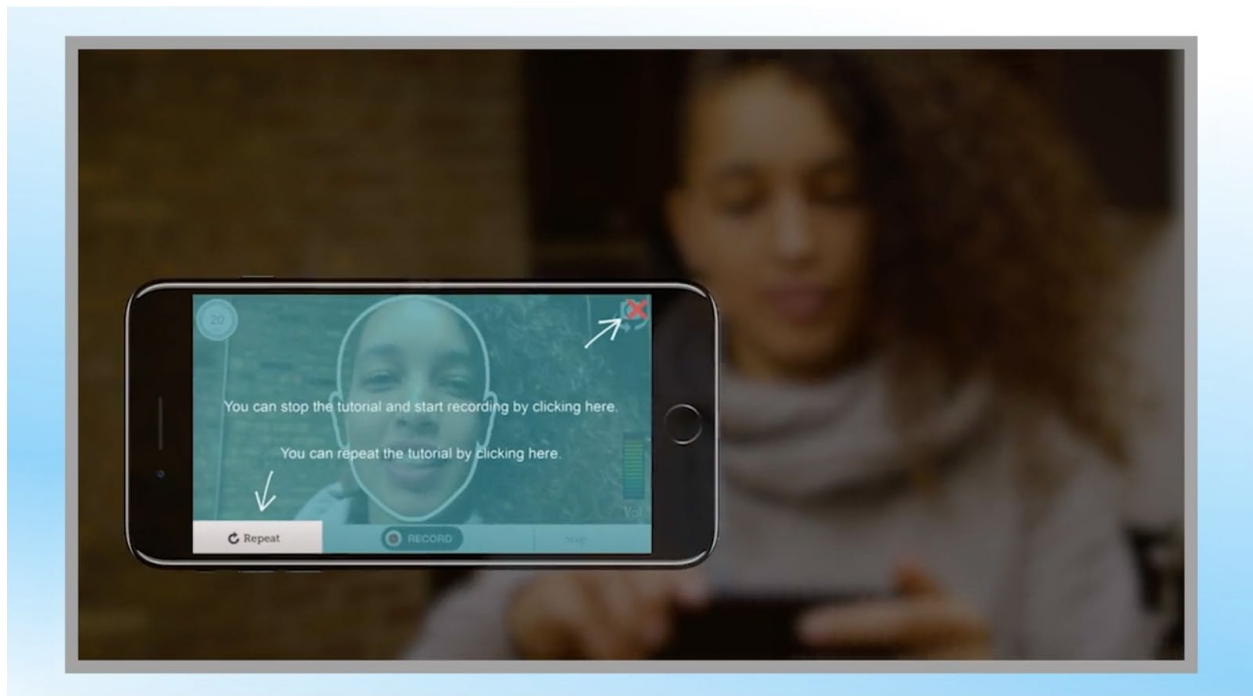 20
You can stop the tutorial and start recording by clicking here.
You can repeat the tutorial by clicking here.
Vol
Repeat
RECORD